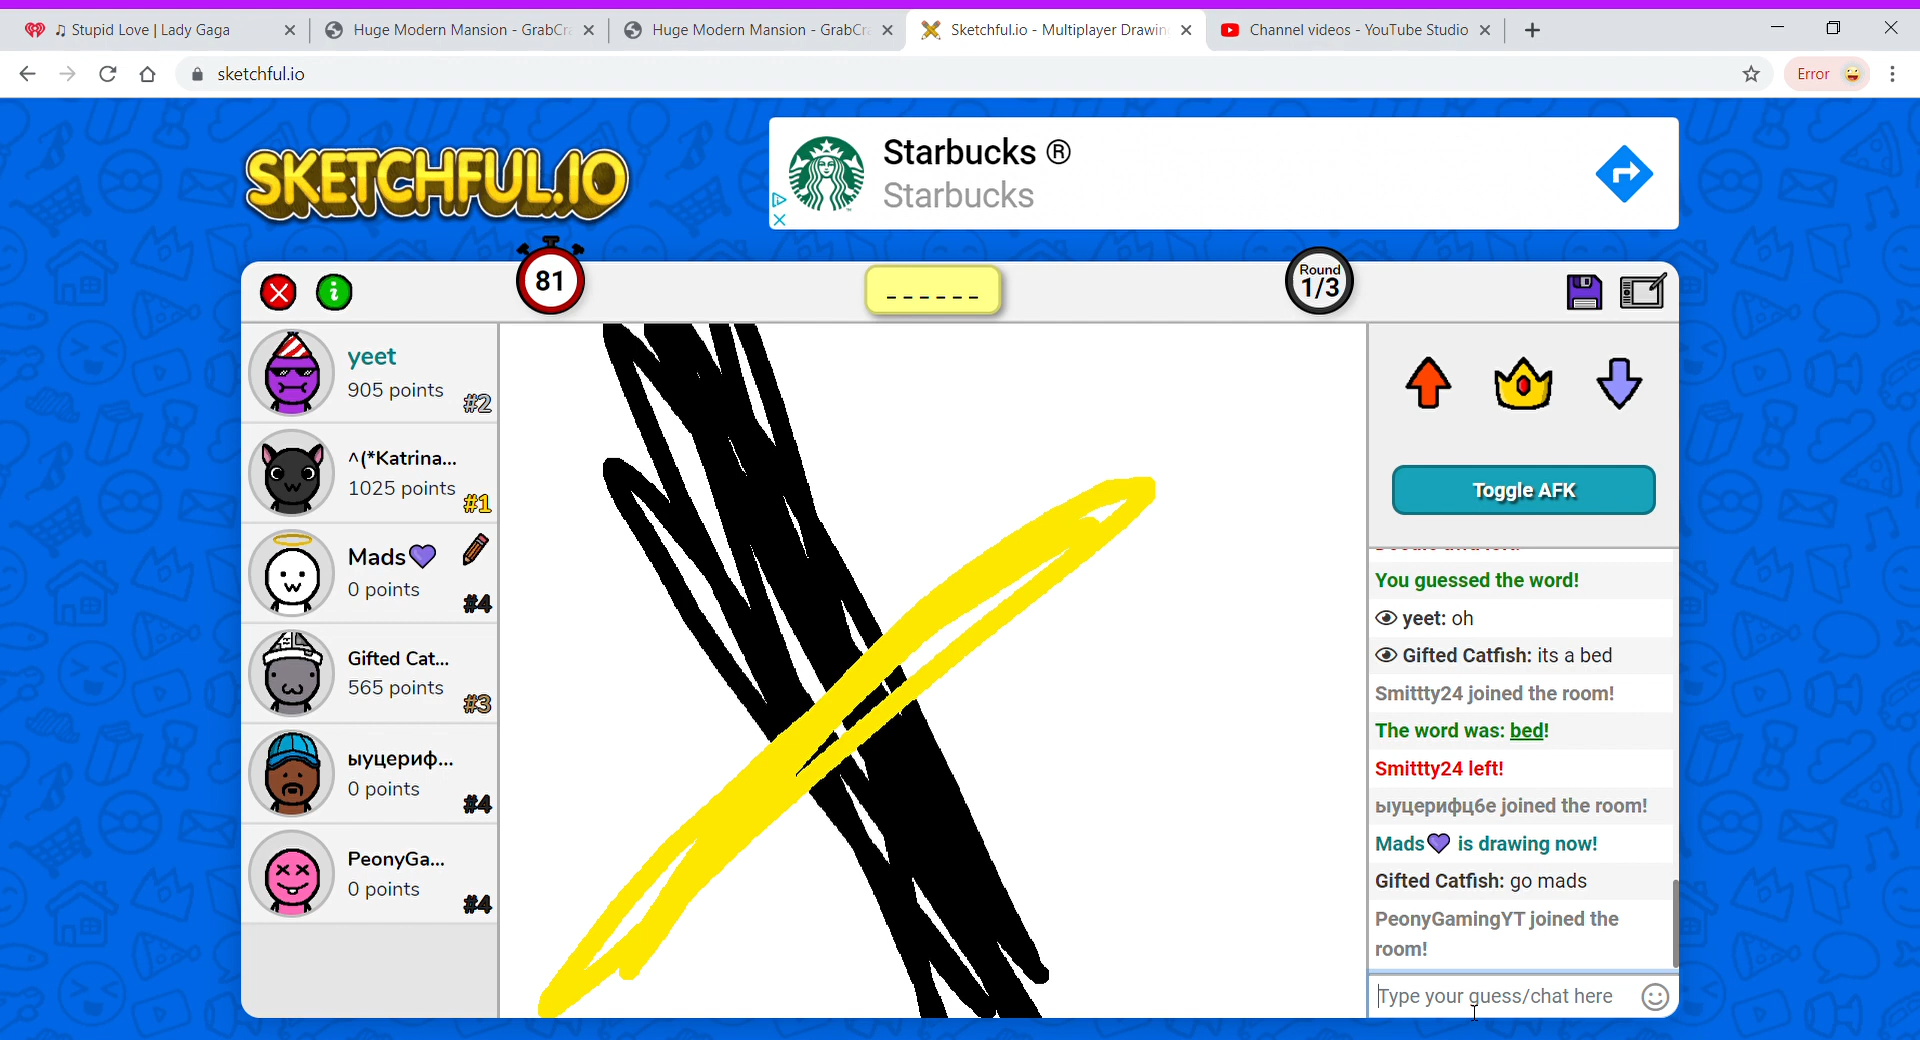 ♫ Stupid Love | Lady Gaga
Huge Modern Mansion - GrabCra
Huge Modern Mansion - GrabCra
Sketchful.io - Multiplayer Drawing
Channel videos - YouTube Studio
sketchful.io
Error
SKETCHFUL.IO
Starbucks ®
Starbucks
81
_ _ _ _ _ _
Round
1/3
yeet
905 points
#2
^(*Katrina...
1025 points
#1
Mads💜
0 points
#4
Gifted Cat...
565 points
#3
ыуцериф...
0 points
#4
PeonyGa...
0 points
#4
Toggle AFK
You guessed the word!
yeet: oh
Gifted Catfish: its a bed
Smittty24 joined the room!
The word was: bed!
Smittty24 left!
ыуцерифц6е joined the room!
Mads💜 is drawing now!
Gifted Catfish: go mads
PeonyGamingYT joined the
room!
Type your guess/chat here